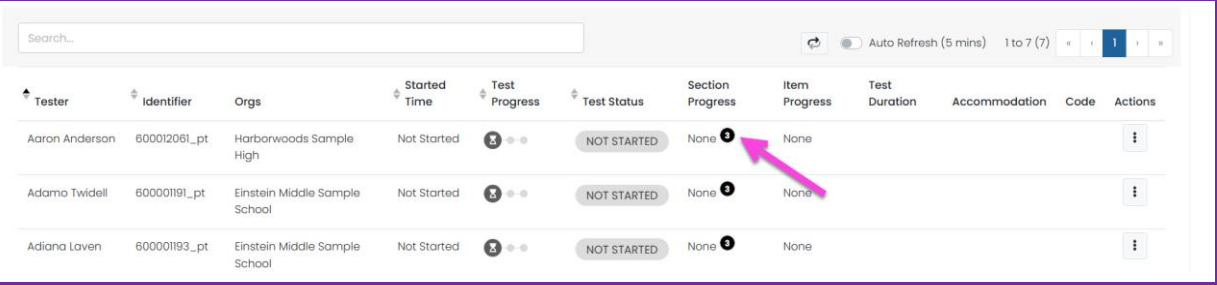 Search...
Auto Refresh (5 mins) 1 to 7 (7) « ‹ 1 › »
Tester Identifier Orgs Started Time Test Progress Test Status Section Progress Item Progress Test Duration Accommodation Code Actions
Aaron Anderson 600012061_pt Harborwoods Sample High Not Started NOT STARTED None 3 None
Adamo Twidell 600001191_pt Einstein Middle Sample School Not Started NOT STARTED None 3 None
Adiana Laven 600001193_pt Einstein Middle Sample School Not Started NOT STARTED None 3 None